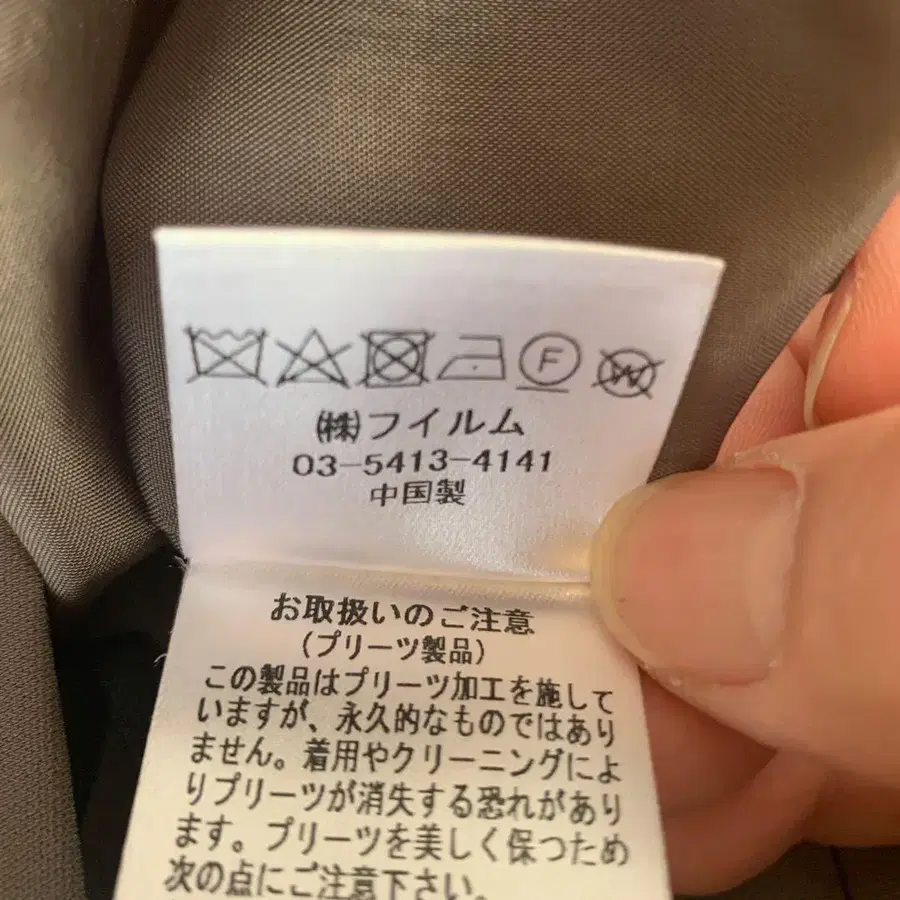 F
W
㈱フイルム
03-5413-4141
中国製
お取扱いのご注意
(プリーツ製品)
この製品はプリーツ加工を施して
いますが、永久的なものではあり
ません。着用やクリーニングによ
りプリーツが消失する恐れがあり
ます。プリーツを美しく保つため
次の点にご注意下さい。